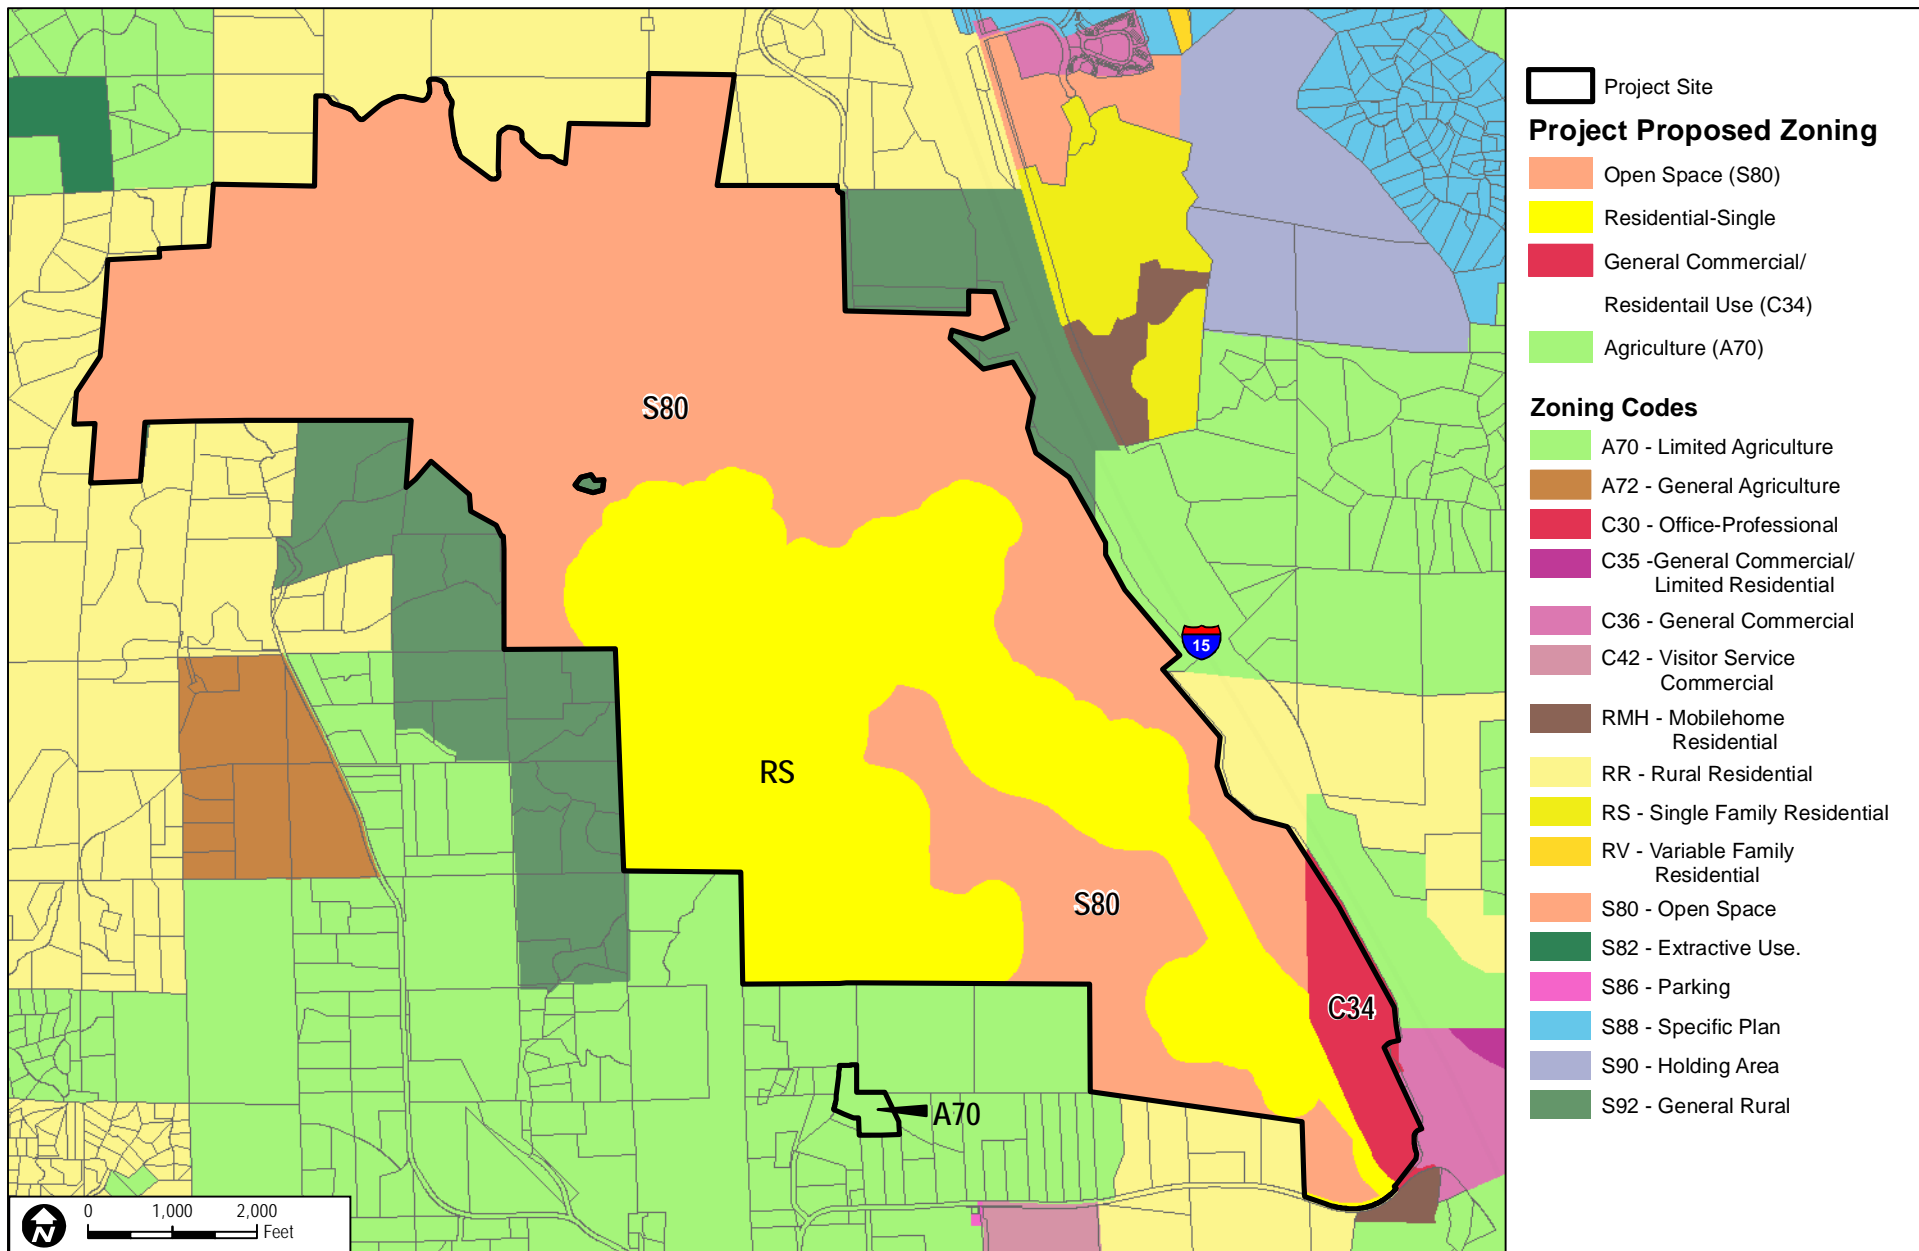 S80
RS
S80
C34
A70
15
N
0 1,000 2,000
Feet
Project Site
Project Proposed Zoning
Open Space (S80)
Residential-Single
General Commercial/
Residentail Use (C34)
Agriculture (A70)
Zoning Codes
A70 - Limited Agriculture
A72 - General Agriculture
C30 - Office-Professional
C35 -General Commercial/
Limited Residential
C36 - General Commercial
C42 - Visitor Service
Commercial
RMH - Mobilehome
Residential
RR - Rural Residential
RS - Single Family Residential
RV - Variable Family
Residential
S80 - Open Space
S82 - Extractive Use.
S86 - Parking
S88 - Specific Plan
S90 - Holding Area
S92 - General Rural